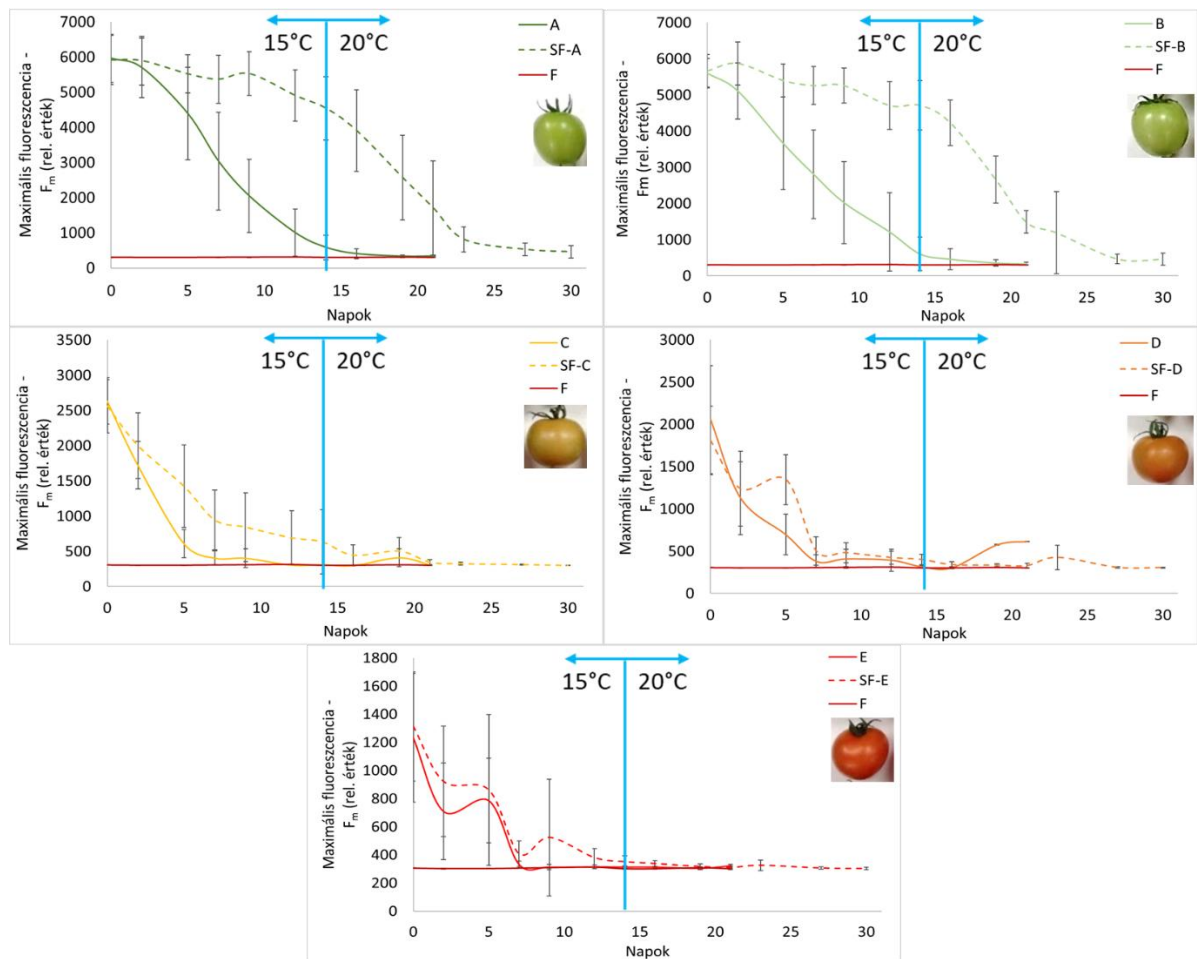 Maximális fluoreszcencia -
Fm (rel. érték)
7000
6000
5000
4000
3000
2000
1000
0
15°C 20°C
A
SF-A
F
0 5 10 15 20 25 30
Napok
Maximális fluoreszcencia -
Fm (rel. érték)
7000
6000
5000
4000
3000
2000
1000
0
15°C 20°C
B
SF-B
F
0 5 10 15 20 25 30
Napok
Maximális fluoreszcencia -
Fm (rel. érték)
3500
3000
2500
2000
1500
1000
500
0
15°C 20°C
C
SF-C
F
0 5 10 15 20 25 30
Napok
Maximális fluoreszcencia -
Fm (rel. érték)
3000
2500
2000
1500
1000
500
0
15°C 20°C
D
SF-D
F
0 5 10 15 20 25 30
Napok
Maximális fluoreszcencia -
Fm (rel. érték)
1800
1600
1400
1200
1000
800
600
400
200
0
15°C 20°C
E
SF-E
F
0 5 10 15 20 25 30
Napok